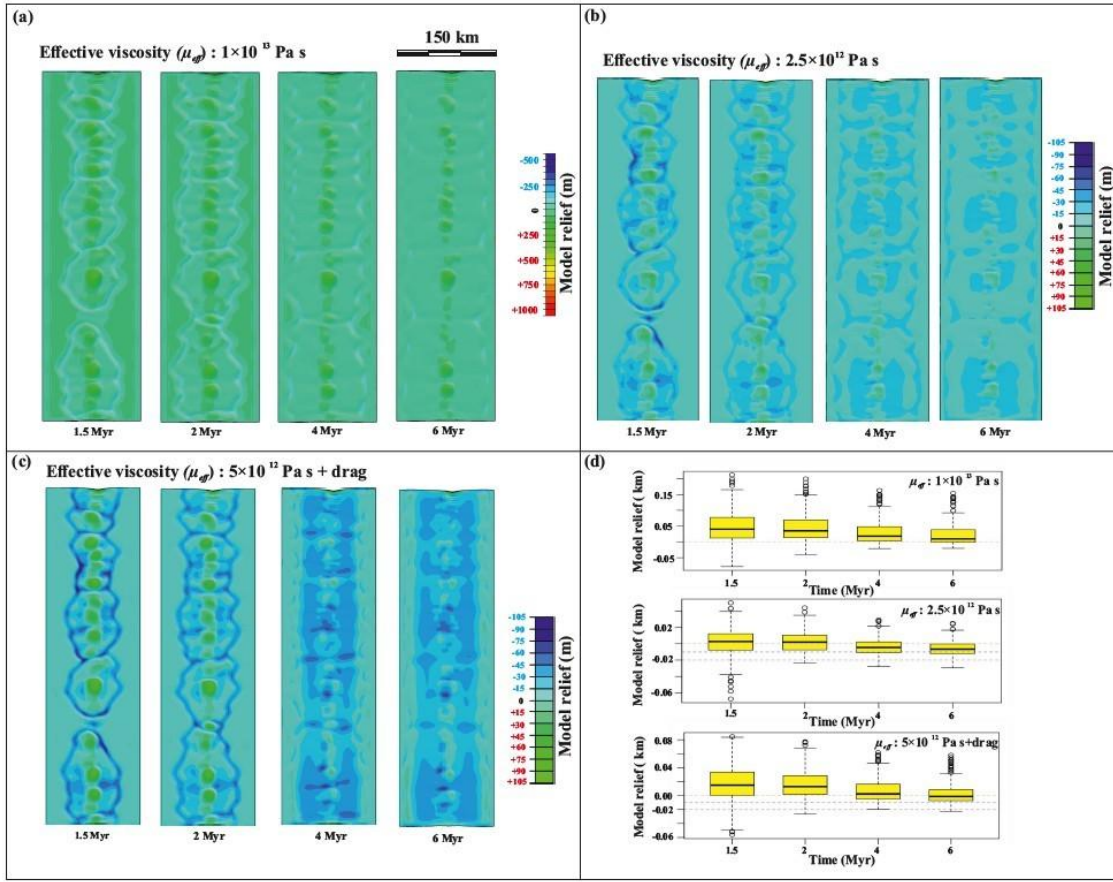 (a)
Effective viscosity (μeff) : 1×10 13 Pa s
150 km
-500
-250
0
+250
+500
+750
+1000
Model relief (m)
1.5 Myr
2 Myr
4 Myr
6 Myr
(b)
Effective viscosity (μeff) : 2.5×1012 Pa s
-105
-90
-75
-60
-45
-30
-15
0
+15
+30
+45
+60
+75
+90
+105
Model relief (m)
1.5 Myr
2 Myr
4 Myr
6 Myr
(c)
Effective viscosity (μeff) : 5×10 12 Pa s + drag
-105
-90
-75
-60
-45
-30
-15
0
+15
+30
+45
+60
+75
+90
+105
Model relief (m)
1.5 Myr
2 Myr
4 Myr
6 Myr
(d)
μeff : 1×10 13 Pa s
Model relief ( km)
0.15
0.05
-0.05
1.5
2
4
6
Time (Myr)
μeff : 2.5×10 12 Pa s
Model relief ( km)
0.02
-0.02
-0.06
1.5
2
4
6
Time (Myr)
μeff : 5×10 12 Pa s+drag
Model relief ( km)
0.08
0.04
0.00
-0.02
-0.06
1.5
2
4
6
Time (Myr)